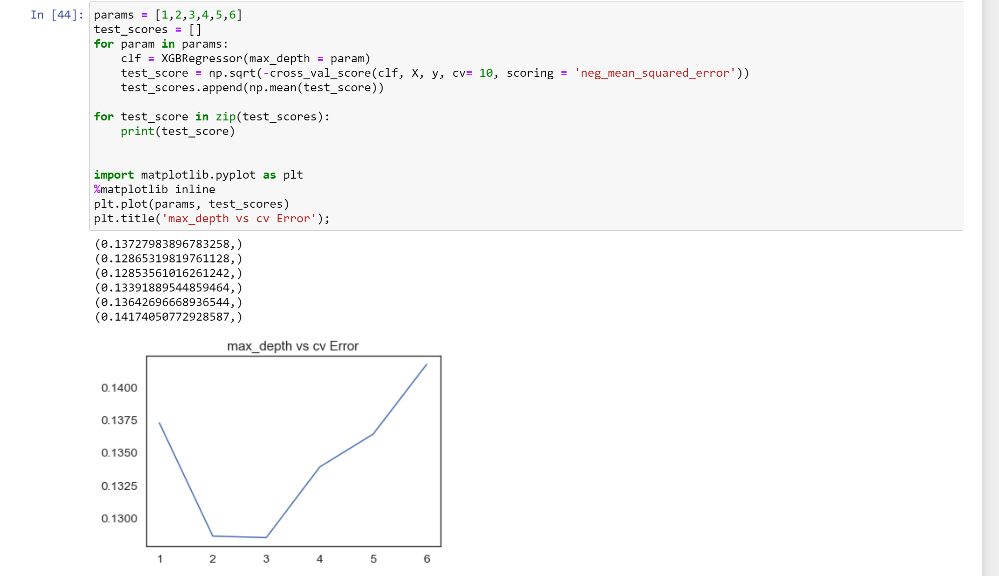 In [44]: params = [1,2,3,4,5,6]
test_scores = []
for param in params:
    clf = XGBRegressor(max_depth = param)
    test_score = np.sqrt(-cross_val_score(clf, X, y, cv= 10, scoring = 'neg_mean_squared_error'))
    test_scores.append(np.mean(test_score))
for test_score in zip(test_scores):
    print(test_score)
import matplotlib.pyplot as plt
%matplotlib inline
plt.plot(params, test_scores)
plt.title('max_depth vs cv Error');
(0.13727983896783258,)
(0.12865319819761128,)
(0.12853561016261242,)
(0.13391889544859464,)
(0.13642696668936544,)
(0.14174050772928587,)
max_depth vs cv Error
0.1400
0.1375
0.1350
0.1325
0.1300
1 2 3 4 5 6